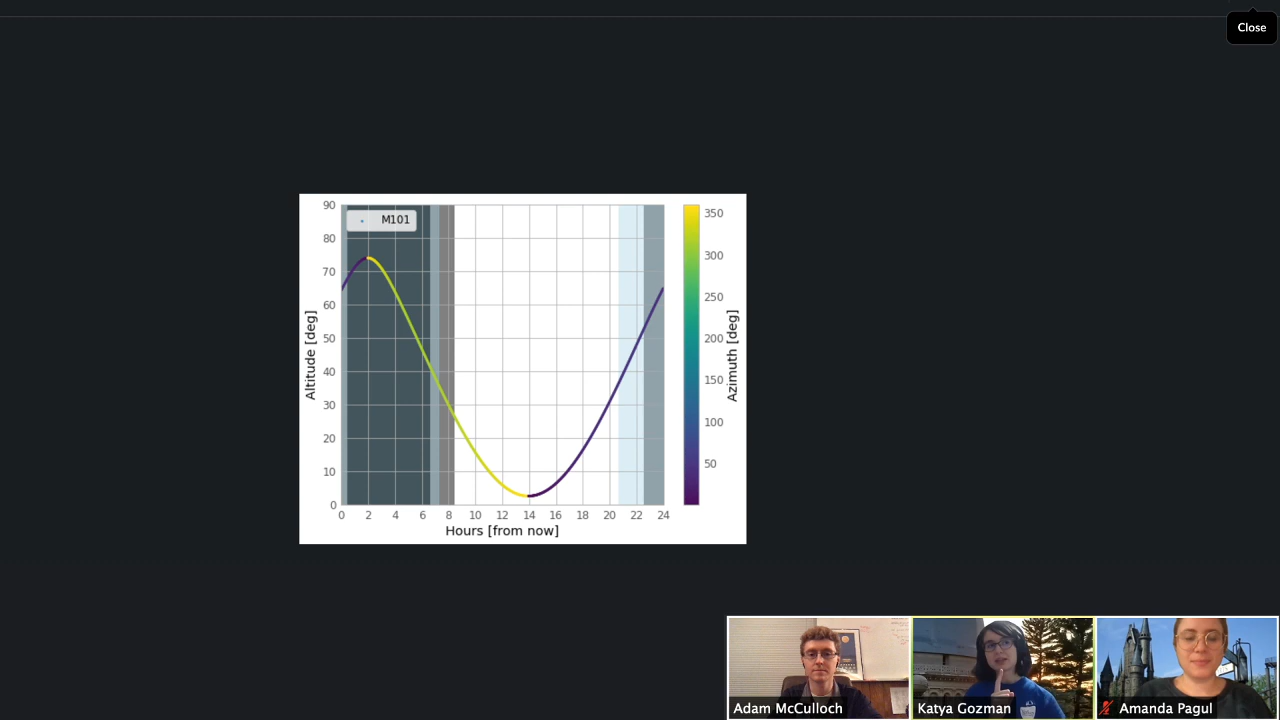 Close
M101
90
80
70
60
50
40
30
20
10
0
Altitude [deg]
0 2 4 6 8 10 12 14 16 18 20 22 24
Hours [from now]
350
300
250
200
150
100
50
Azimuth [deg]
Adam McCulloch
Katya Gozman
Amanda Pagul